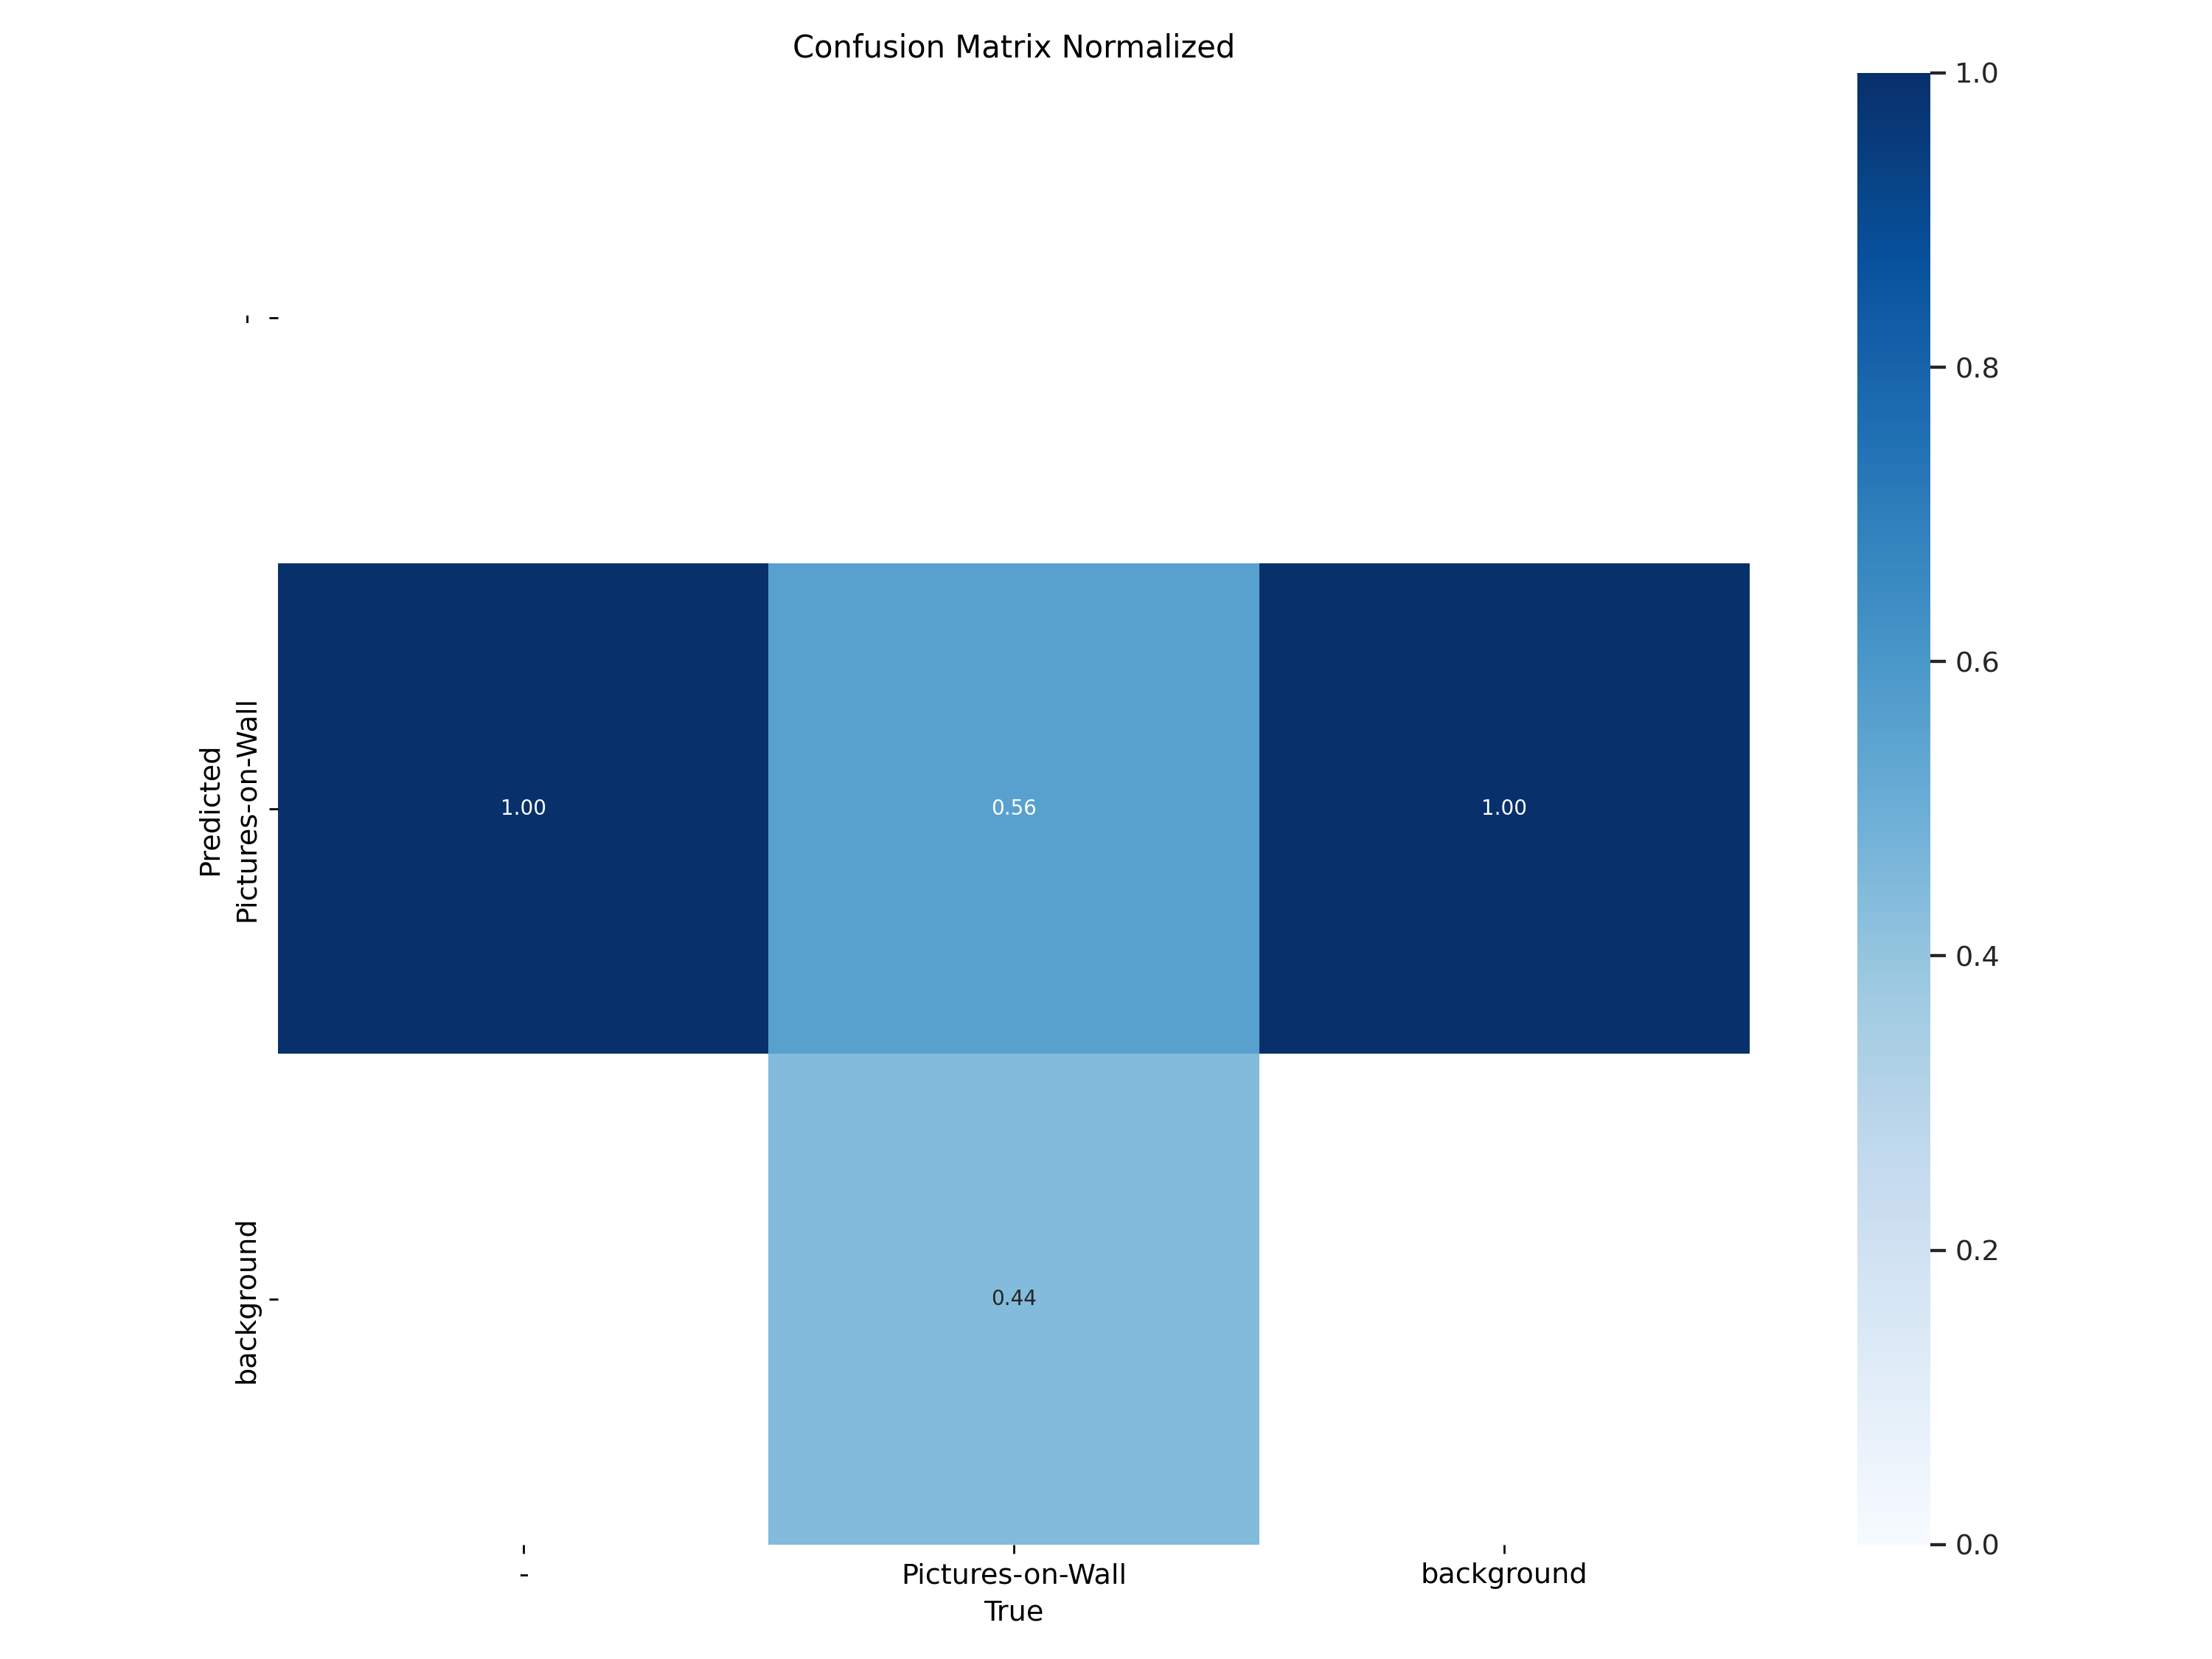 Confusion Matrix Normalized
1.0
0.8
0.6
0.4
0.2
0.0
Predicted
-
Pictures-on-Wall
background
1.00
0.56
1.00
0.44
-
Pictures-on-Wall
background
True